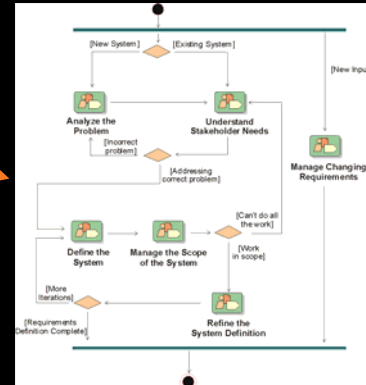 [New System]
[Existing System]
[New Inpu
Analyze the
Problem
Understand
Stakeholder Needs
[Incorrect
problem]
Manage Changing
Requirements
[Addressing
correct problem]
[Can't do all
the work]
Define the
System
Manage the Scope
of the System
[Work
in scope]
[More
Iterations]
[Requirements
Definition Complete]
Refine the
System Definition